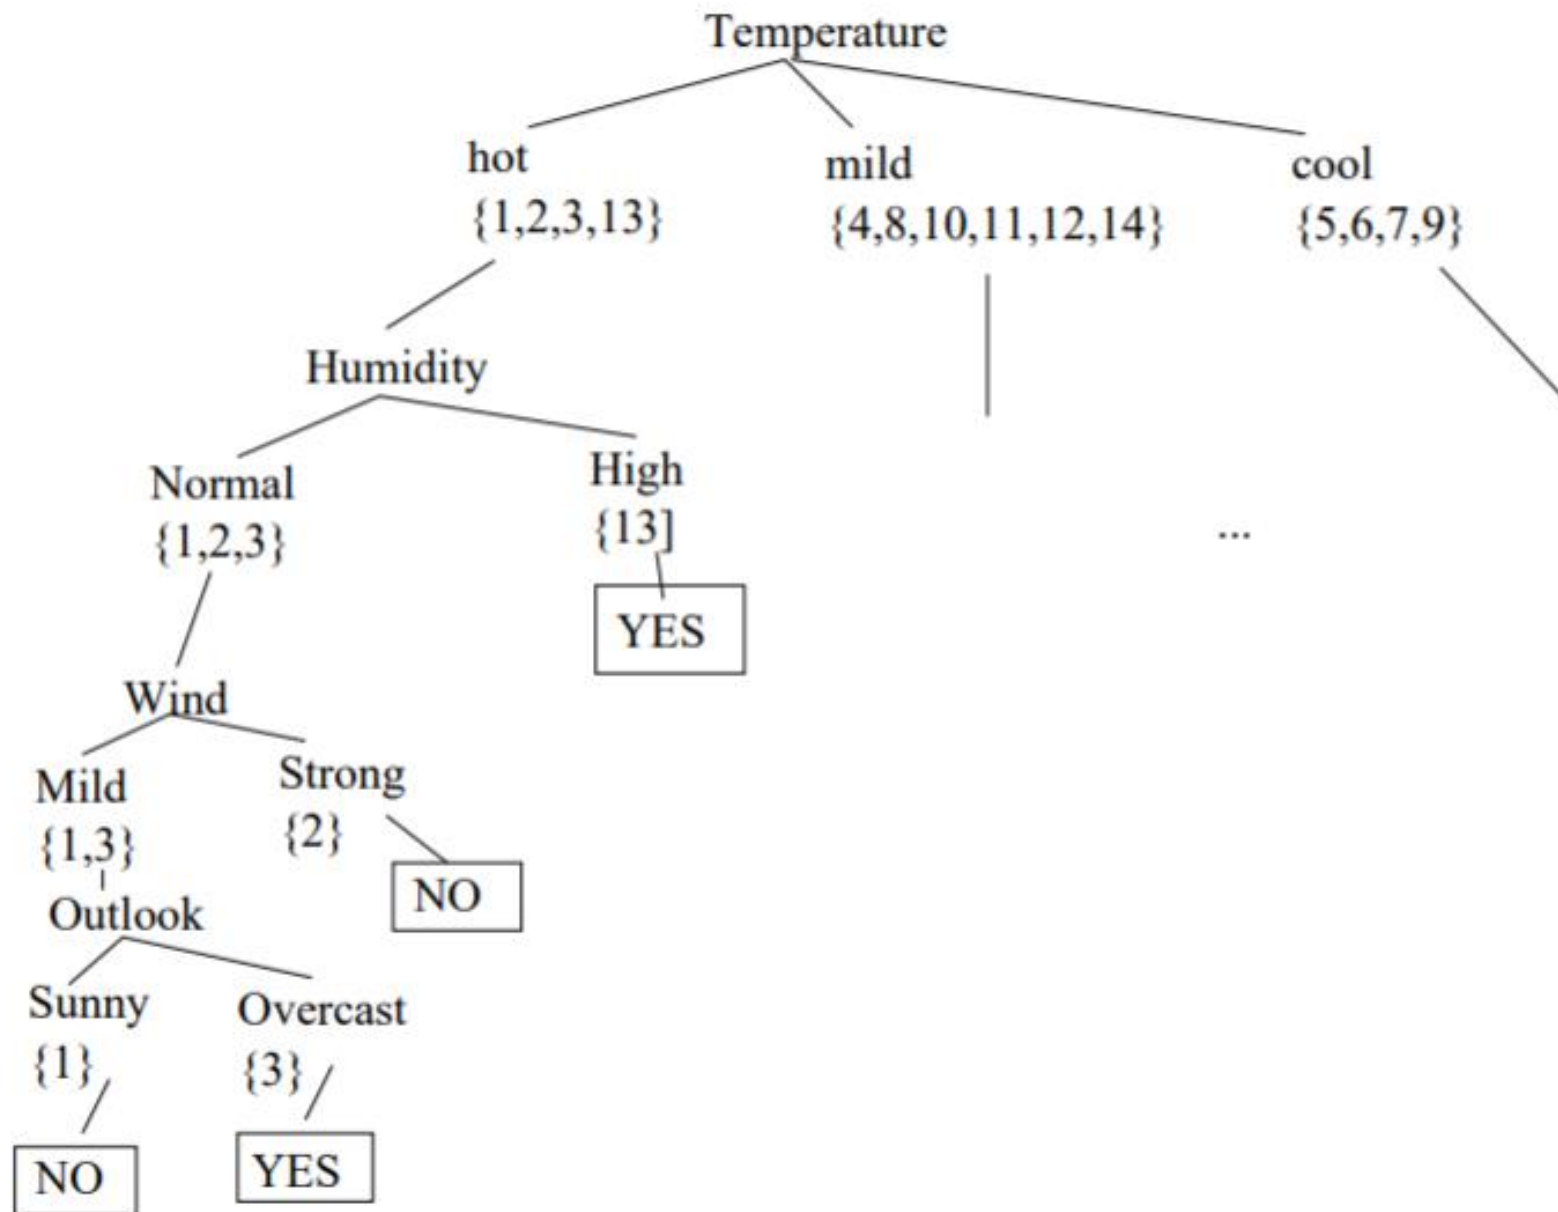 Temperature
hot mild cool
{1,2,3,13} {4,8,10,11,12,14} {5,6,7,9}
Humidity
Normal High
{1,2,3} {13]
...
YES
Wind
Mild Strong
{1,3} {2}
NO
Outlook
Sunny Overcast
{1} {3}
NO YES